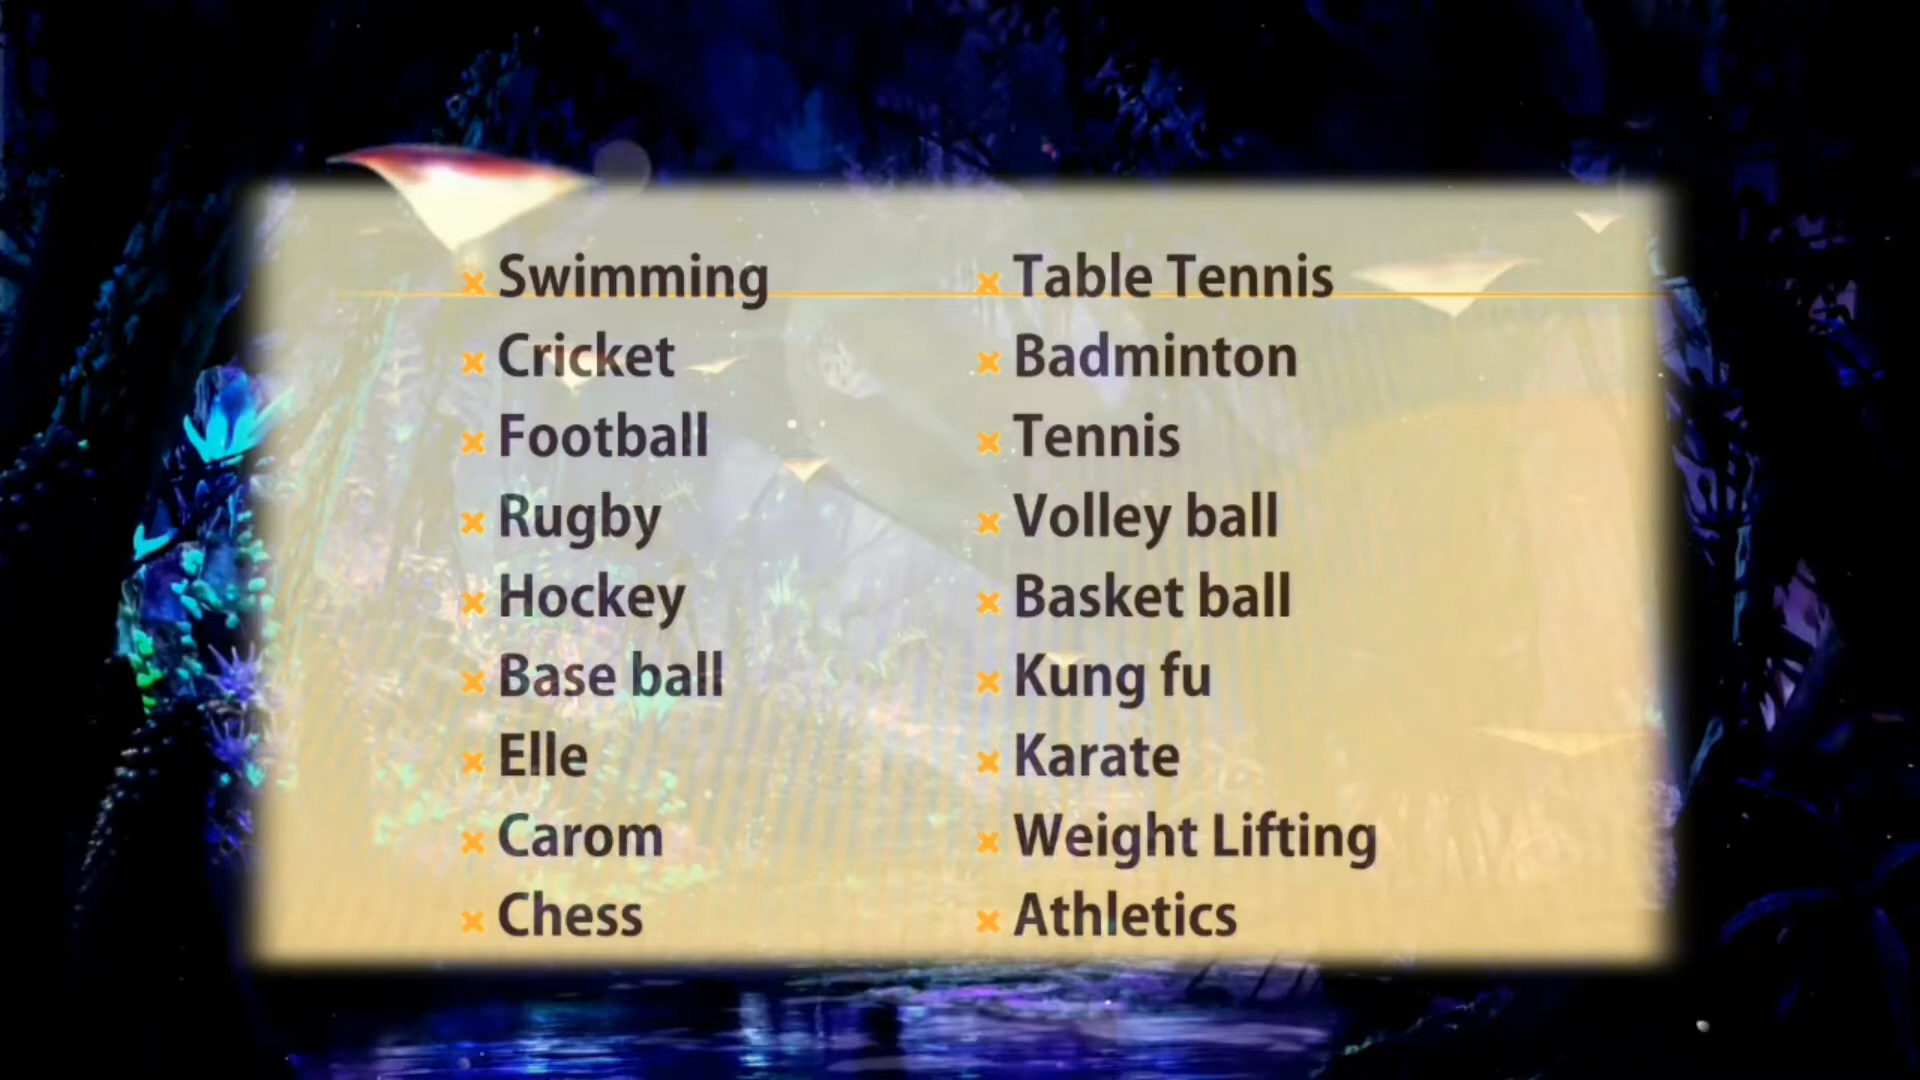 Swimming
Cricket
Football
Rugby
Hockey
Base ball
Elle
Carom
Chess
Table Tennis
Badminton
Tennis
Volley ball
Basket ball
Kung fu
Karate
Weight Lifting
Athletics